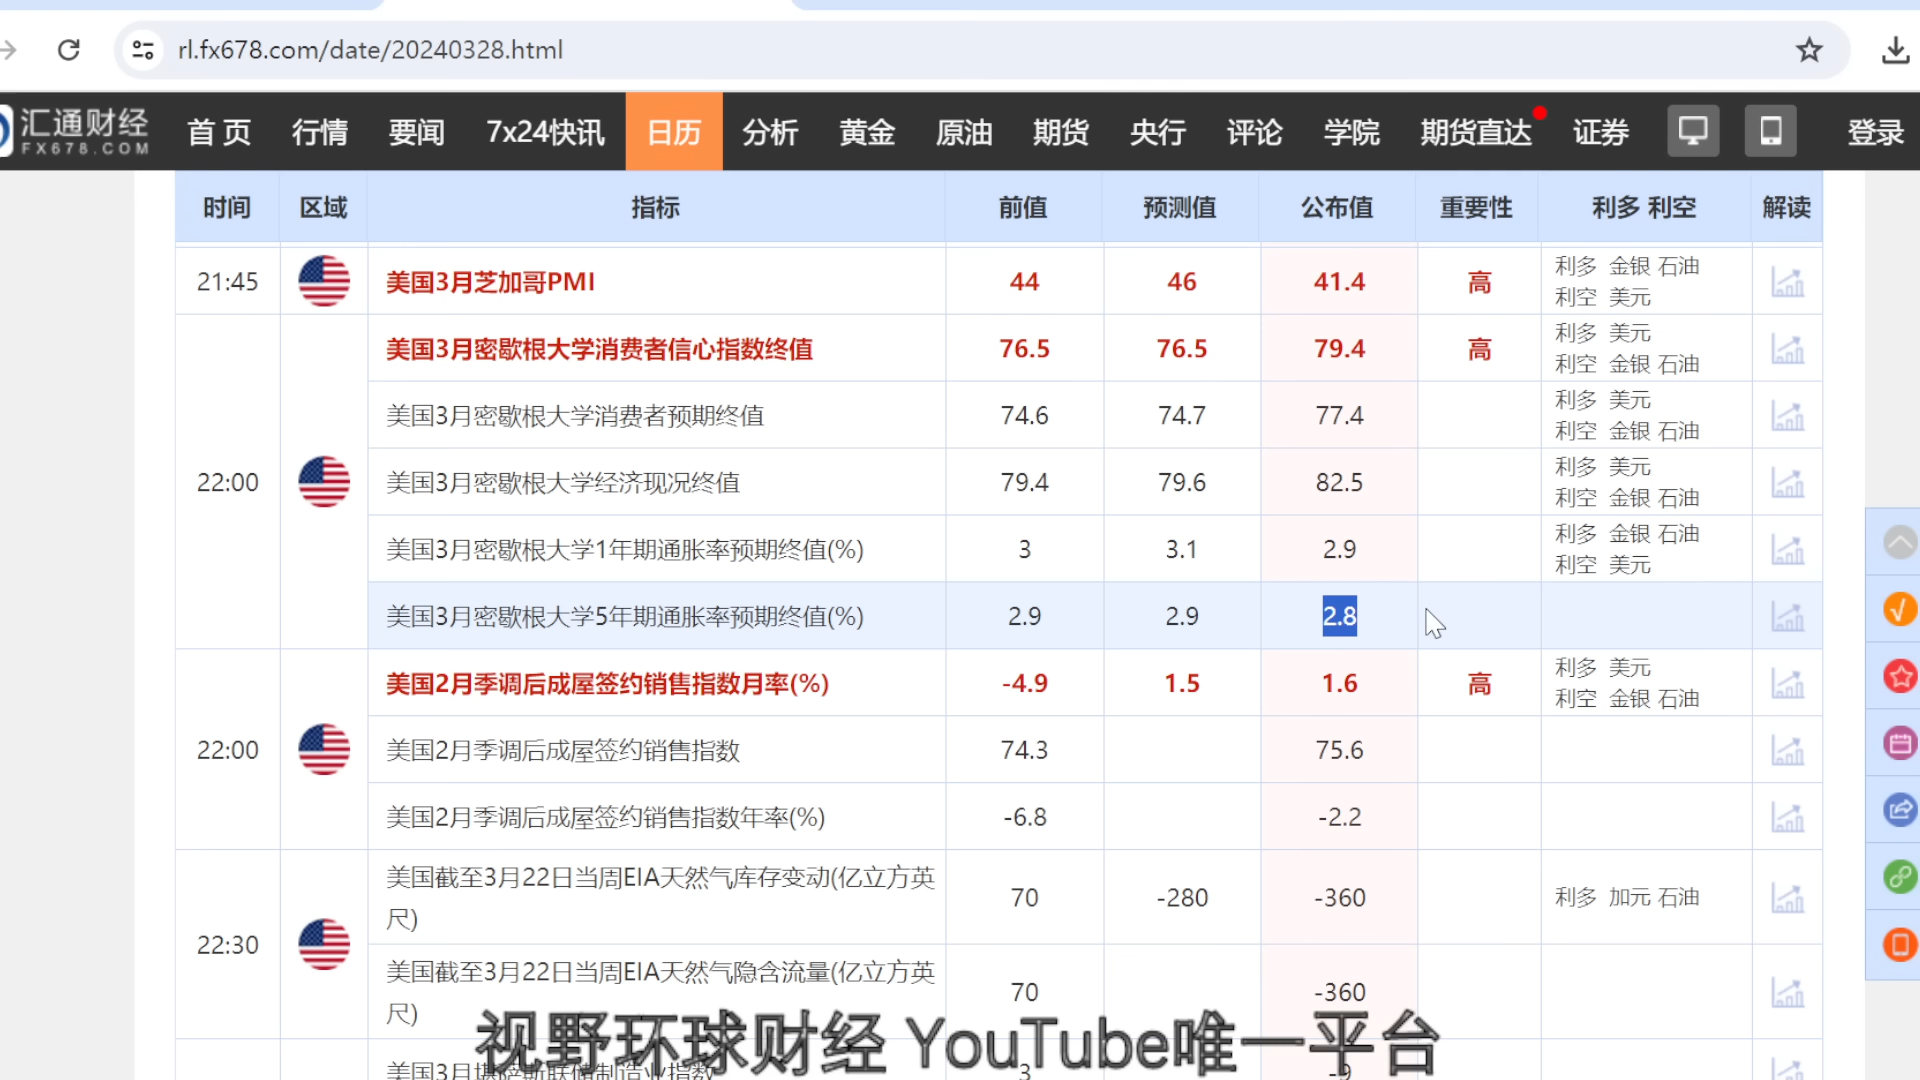 rl.fx678.com/date/20240328.html
汇通财经
FX678.COM
首页 行情 要闻 7x24快讯 日历 分析 黄金 原油 期货 央行 评论 学院 期货直达 证券 登录
时间 区域 指标 前值 预测值 公布值 重要性 利多 利空 解读
21:45 美国3月芝加哥PMI 44 46 41.4 高 利多 金银 石油
利空 美元
22:00
美国3月密歇根大学消费者信心指数终值 76.5 76.5 79.4 高 利多 美元
利空 金银 石油
美国3月密歇根大学消费者预期终值 74.6 74.7 77.4 利多 美元
利空 金银 石油
美国3月密歇根大学经济现况终值 79.4 79.6 82.5 利多 美元
利空 金银 石油
美国3月密歇根大学1年期通胀率预期终值(%) 3 3.1 2.9 利多 金银 石油
利空 美元
美国3月密歇根大学5年期通胀率预期终值(%) 2.9 2.9 2.8
22:00
美国2月季调后成屋签约销售指数月率(%) -4.9 1.5 1.6 高 利多 美元
利空 金银 石油
美国2月季调后成屋签约销售指数 74.3 75.6
美国2月季调后成屋签约销售指数年率(%) -6.8 -2.2
22:30
美国截至3月22日当周EIA天然气库存变动(亿立方英
尺) 70 -280 -360 利多 加元 石油
美国截至3月22日当周EIA天然气隐含流量(亿立方英
尺) 70 -360
视野环球财经 YouTube唯一平台
美国3月堪萨斯联储制造业指数 3 -9